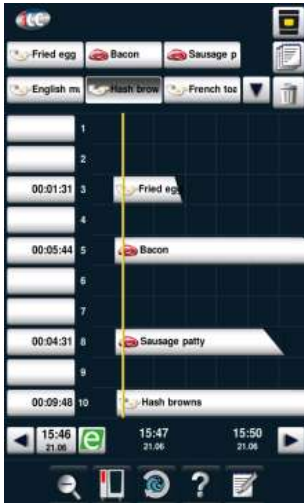 Fried egg Bacon Sausage p
English mu Hash brow French toa
1
2
00:01:31 3 Fried egg
4
00:05:44 5 Bacon
6
7
00:04:31 8 Sausage patty
9
00:09:48 10 Hash browns
15:46 e 15:47 15:50
21.06 21.06 21.06
?